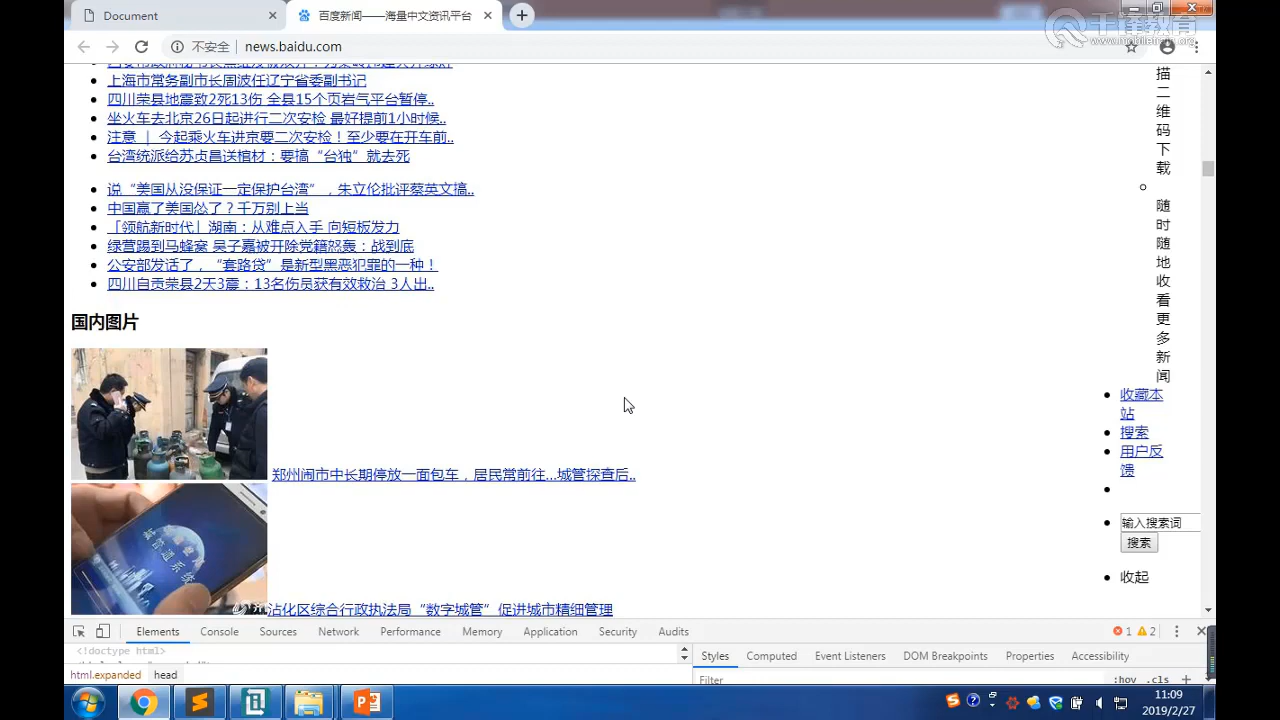 Document
百度新闻——海量中文资讯平台
千锋教育
www.mobiletrain.org
不安全
news.baidu.com
上海市常务副市长周波任辽宁省委副书记
四川荣县地震致2死13伤 全县15个页岩气平台暂停..
坐火车去北京26日起进行二次安检 最好提前1小时候..
注意 ｜ 今起乘火车进京要二次安检！至少要在开车前..
台湾统派给苏贞昌送棺材：要搞“台独”就去死
说“美国从没保证一定保护台湾”，朱立伦批评蔡英文搞..
中国赢了美国怂了？千万别上当
「领航新时代」湖南：从难点入手 向短板发力
绿营踢到马蜂窝 吴子嘉被开除党籍怒轰：战到底
公安部发话了，“套路贷”是新型黑恶犯罪的一种！
四川自贡荣县2天3震：13名伤员获有效救治 3人出..
国内图片
郑州闹市中长期停放一面包车，居民常前往...城管探查后..
城管通系统
沾化区综合行政执法局“数字城管”促进城市精细管理
描
二
维
码
下
载
随
时
随
地
收
看
更
多
新
闻
收藏本
站
搜索
用户反
馈
输入搜索词
搜索
收起
Elements
Console
Sources
Network
Performance
Memory
Application
Security
Audits
1
2
<!doctype html>
html.expanded
head
Styles
Computed
Event Listeners
DOM Breakpoints
Properties
Accessibility
Filter
:hov
.cls
11:09
2019/2/27